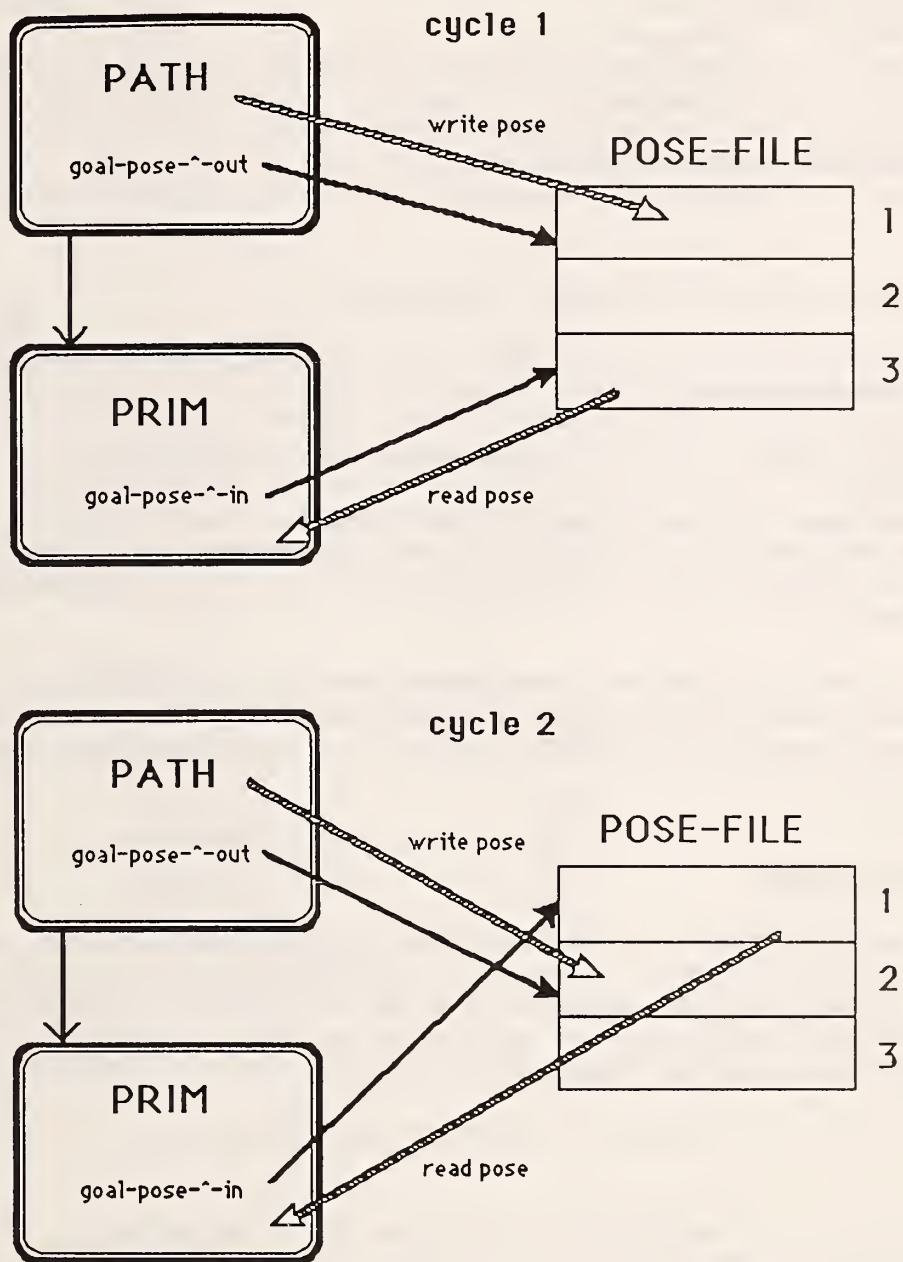 cycle 1
PATH
write pose
goal-pose-^-out
POSE-FILE
1
2
3
PRIM
goal-pose-^-in
read pose
cycle 2
PATH
write pose
goal-pose-^-out
POSE-FILE
1
2
3
PRIM
goal-pose-^-in
read pose